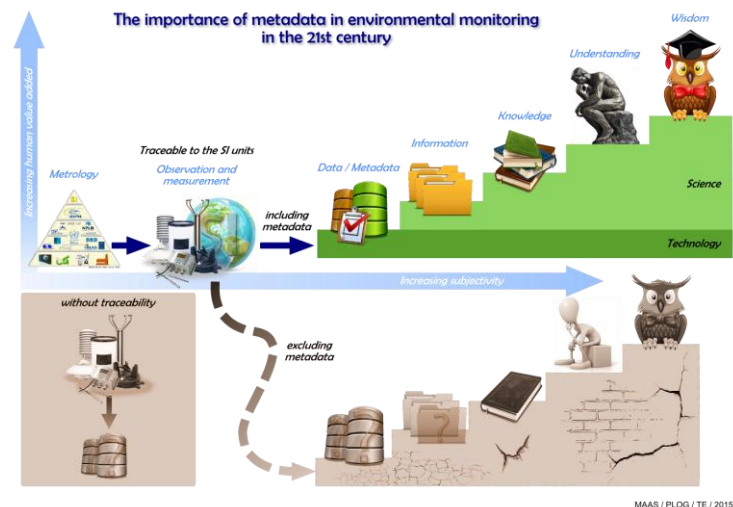 The importance of metadata in environmental monitoring
in the 21st century
Wisdom
Understanding
Knowledge
Information
Data / Metadata
Traceable to the SI units
Observation and
measurement
Metrology
Increasing human value added
including
metadata
Science
Technology
Increasing subjectivity
without traceability
excluding
metadata
MAAS / PLOG / TE / 2015